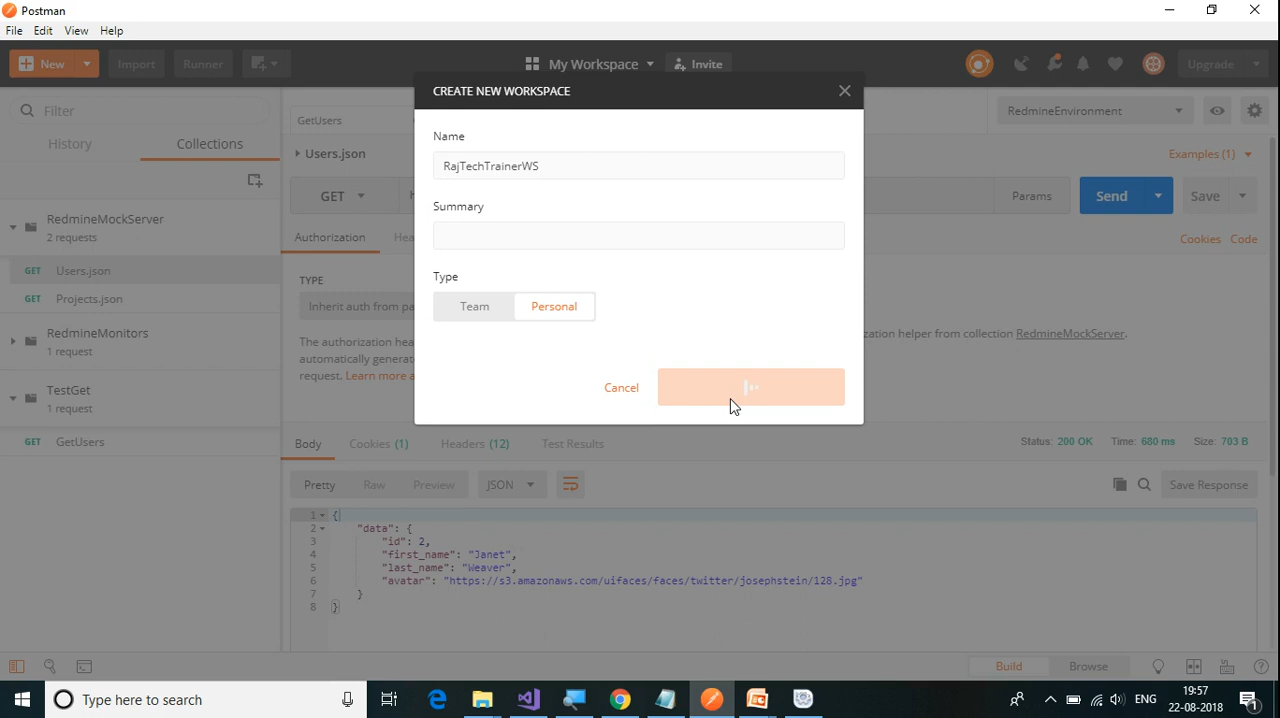 Postman
File Edit View Help
New Import Runner My Workspace Invite Upgrade
Filter
History Collections
RedmineMockServer
2 requests
GET Users.json
GET Projects.json
RedmineMonitors
1 request
TestGet
1 request
GET GetUsers
GetUsers
RedmineEnvironment
Users.json
Examples (1)
GET Params Send Save
Authorization Hea
Cookies Code
TYPE
Inherit auth from pa
The authorization hea
automatically generat
request. Learn more a
zation helper from collection RedmineMockServer.
CREATE NEW WORKSPACE
Name
RajTechTrainerWS
Summary
Type
Team Personal
Cancel
Body Cookies (1) Headers (12) Test Results Status: 200 OK Time: 680 ms Size: 703 B
Pretty Raw Preview JSON Save Response
1 {
2 "data": {
3 "id": 2,
4 "first_name": "Janet",
5 "last_name": "Weaver",
6 "avatar": "https://s3.amazonaws.com/uifaces/faces/twitter/josephstein/128.jpg"
7 }
8 }
Build Browse
Type here to search
ENG
19:57
22-08-2018
1